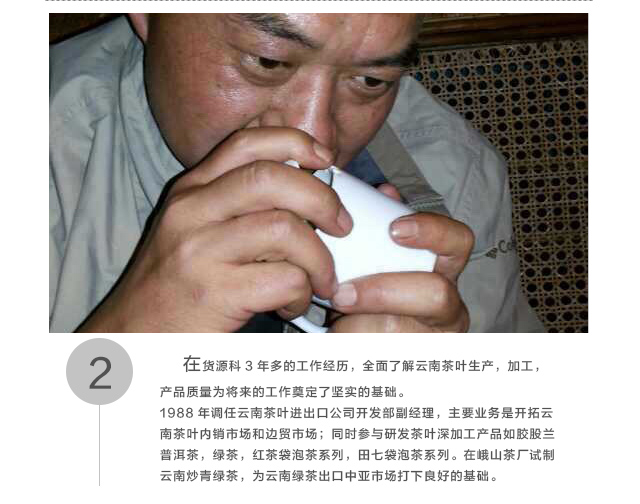 2
在货源科 3 年多的工作经历，全面了解云南茶叶生产，加工，
产品质量为将来的工作奠定了坚实的基础。
1988 年调任云南茶叶进出口公司开发部副经理，主要业务是开拓云
南茶叶内销市场和边贸市场；同时参与研发茶叶深加工产品如胶股兰
普洱茶，绿茶，红茶袋泡茶系列，田七袋泡茶系列。在峨山茶厂试制
云南炒青绿茶，为云南绿茶出口中亚市场打下良好的基础。